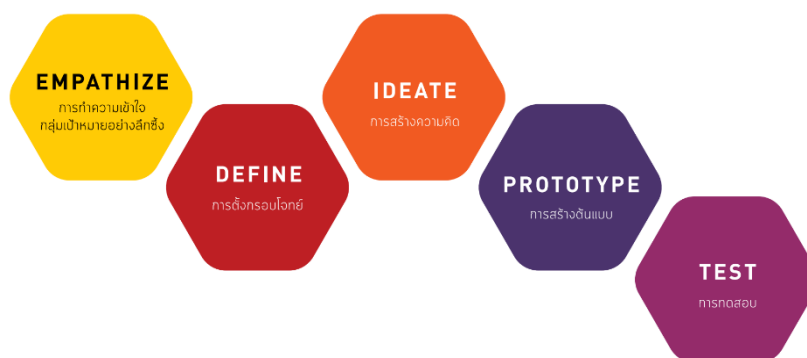 EMPATHIZE
การทำความเข้าใจ
กลุ่มเป้าหมายอย่างลึกซึ้ง
DEFINE
การตั้งกรอบโจทย์
IDEATE
การสร้างความคิด
PROTOTYPE
การสร้างต้นแบบ
TEST
การทดสอบ